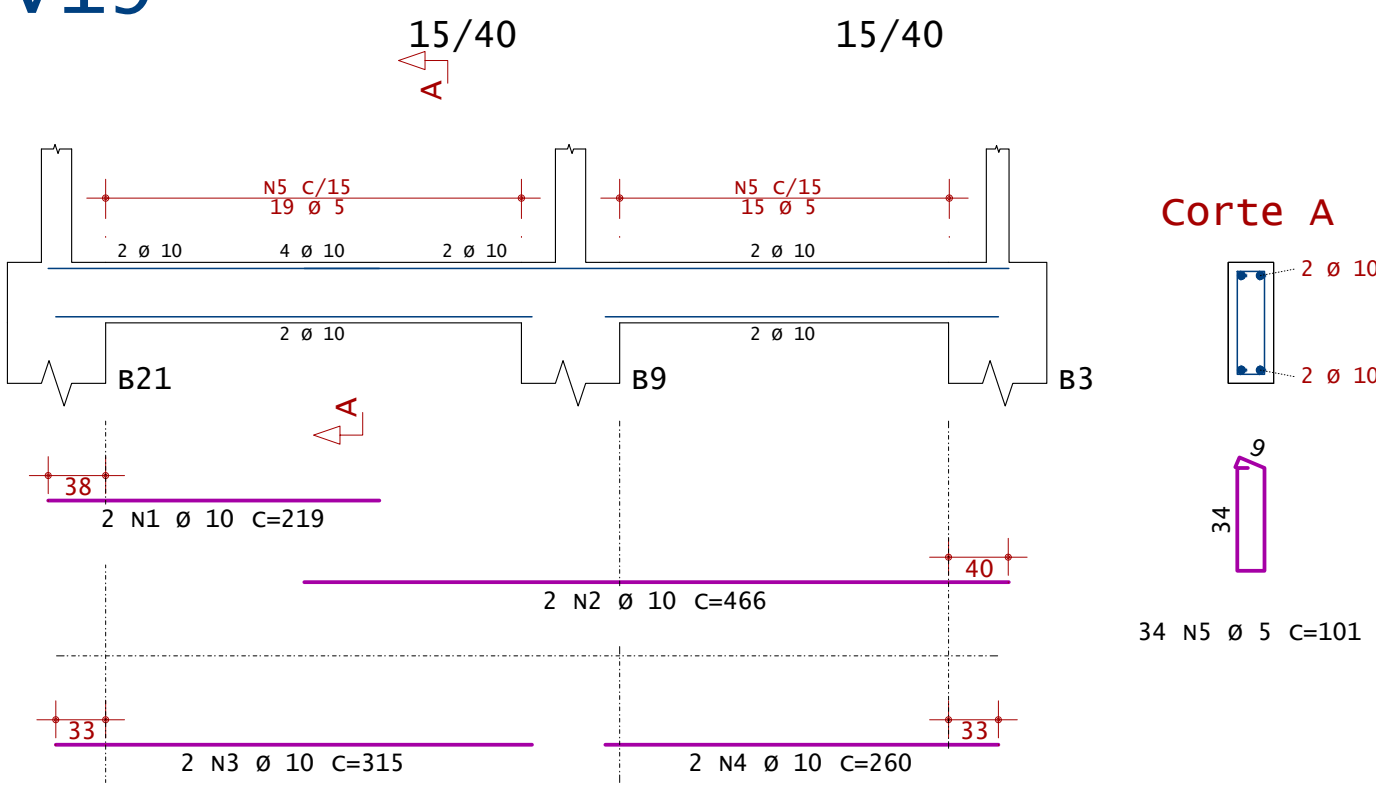 V19
15/40 15/40
A
N5 C/15 N5 C/15
19 Ø 5 15 Ø 5
Corte A
2 Ø 10 4 Ø 10 2 Ø 10 2 Ø 10
2 Ø 10
2 Ø 10 2 Ø 10
B21 B9 B3
2 Ø 10
A
9
38
34
2 N1 Ø 10 C=219
40
2 N2 Ø 10 C=466
34 N5 Ø 5 C=101
33 33
2 N3 Ø 10 C=315 2 N4 Ø 10 C=260